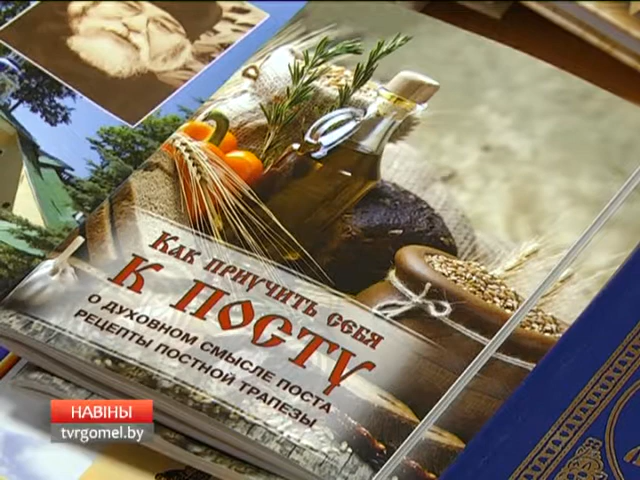 Как приучить себя
к посту
о духовном смысле поста
рецепты постной трапезы
НАВІНЫ
tvrgomel.by